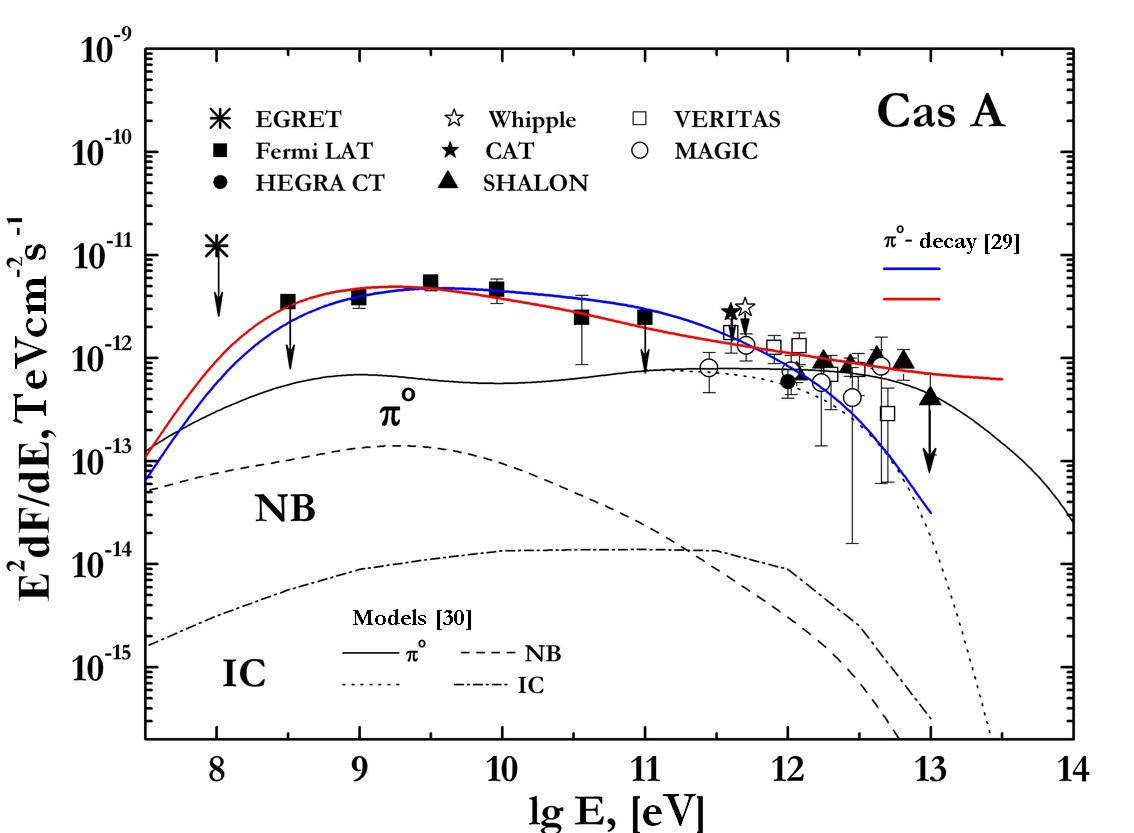 10⁻⁹
10⁻¹⁰
10⁻¹¹
10⁻¹²
10⁻¹³
10⁻¹⁴
10⁻¹⁵
E² dF/dE, TeVcm⁻²s⁻¹
Cas A
EGRET
Whipple
VERITAS
Fermi LAT
CAT
MAGIC
HEGRA CT
SHALON
π°- decay [29]
π°
NB
IC
Models [30]
π°
NB
IC
8 9 10 11 12 13 14
lg E, [eV]